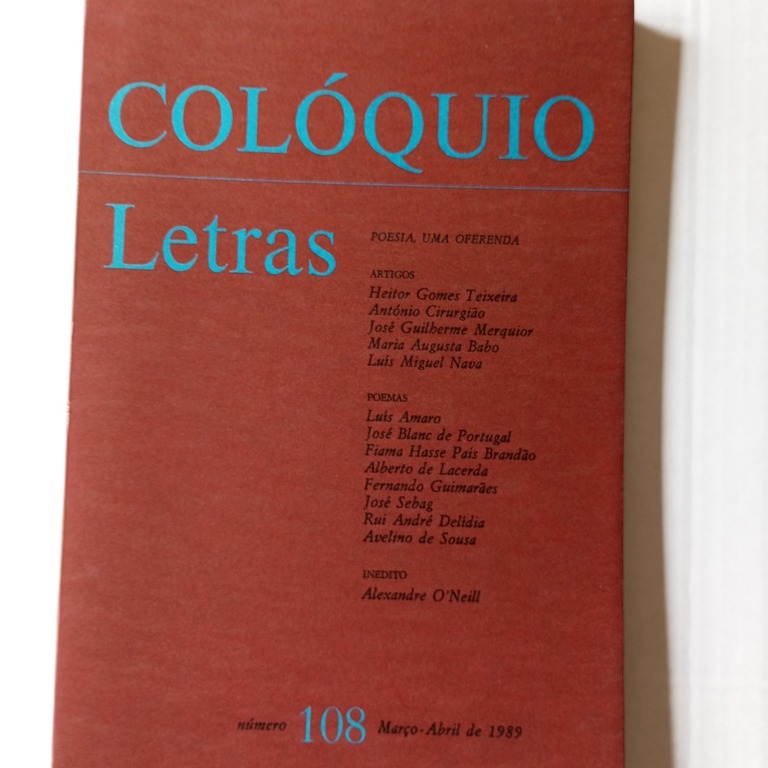 COLÓQUIO
Letras
POESIA, UMA OFERENDA
ARTIGOS
Heitor Gomes Teixeira
António Cirurgião
José Guilherme Merquior
Maria Augusta Babo
Luís Miguel Nava
POEMAS
Luís Amaro
José Blanc de Portugal
Fiama Hasse Pais Brandão
Alberto de Lacerda
Fernando Guimarães
José Sebag
Rui André Delídia
Avelino de Sousa
INÉDITO
Alexandre O'Neill
número 108 Março-Abril de 1989